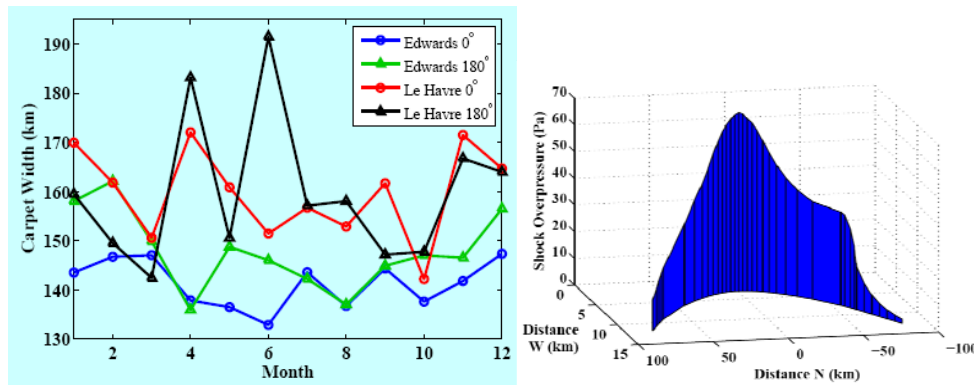 190
180
170
160
150
140
130
2 4 6 8 10 12
Carpet Width (km)
Month
Edwards 0°
Edwards 180°
Le Havre 0°
Le Havre 180°
70
60
50
40
30
20
10
0
Shock Overpressure (Pa)
0
5
10
15
Distance
W (km)
100 50 0 −50 −100
Distance N (km)